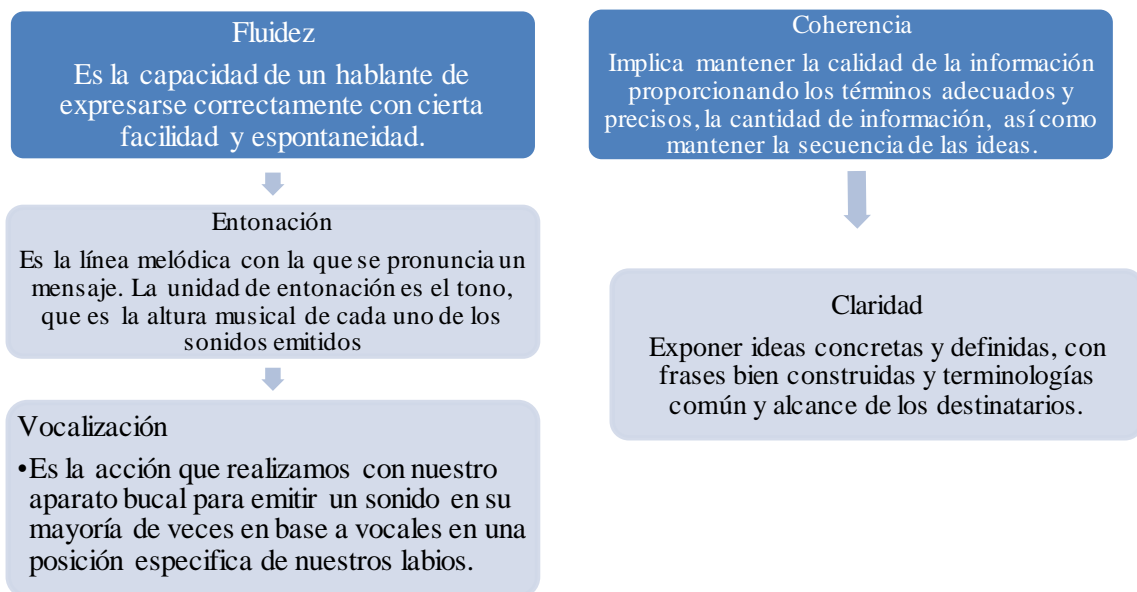 Fluidez
Es la capacidad de un hablante de
expresarse correctamente con cierta
facilidad y espontaneidad.
Entonación
Es la línea melódica con la que se pronuncia un
mensaje. La unidad de entonación es el tono,
que es la altura musical de cada uno de los
sonidos emitidos
Vocalización
•Es la acción que realizamos con nuestro
aparato bucal para emitir un sonido en su
mayoría de veces en base a vocales en una
posición especifica de nuestros labios.
Coherencia
Implica mantener la calidad de la información
proporcionando los términos adecuados y
precisos, la cantidad de información, así como
mantener la secuencia de las ideas.
Claridad
Exponer ideas concretas y definidas, con
frases bien construidas y terminologías
común y alcance de los destinatarios.